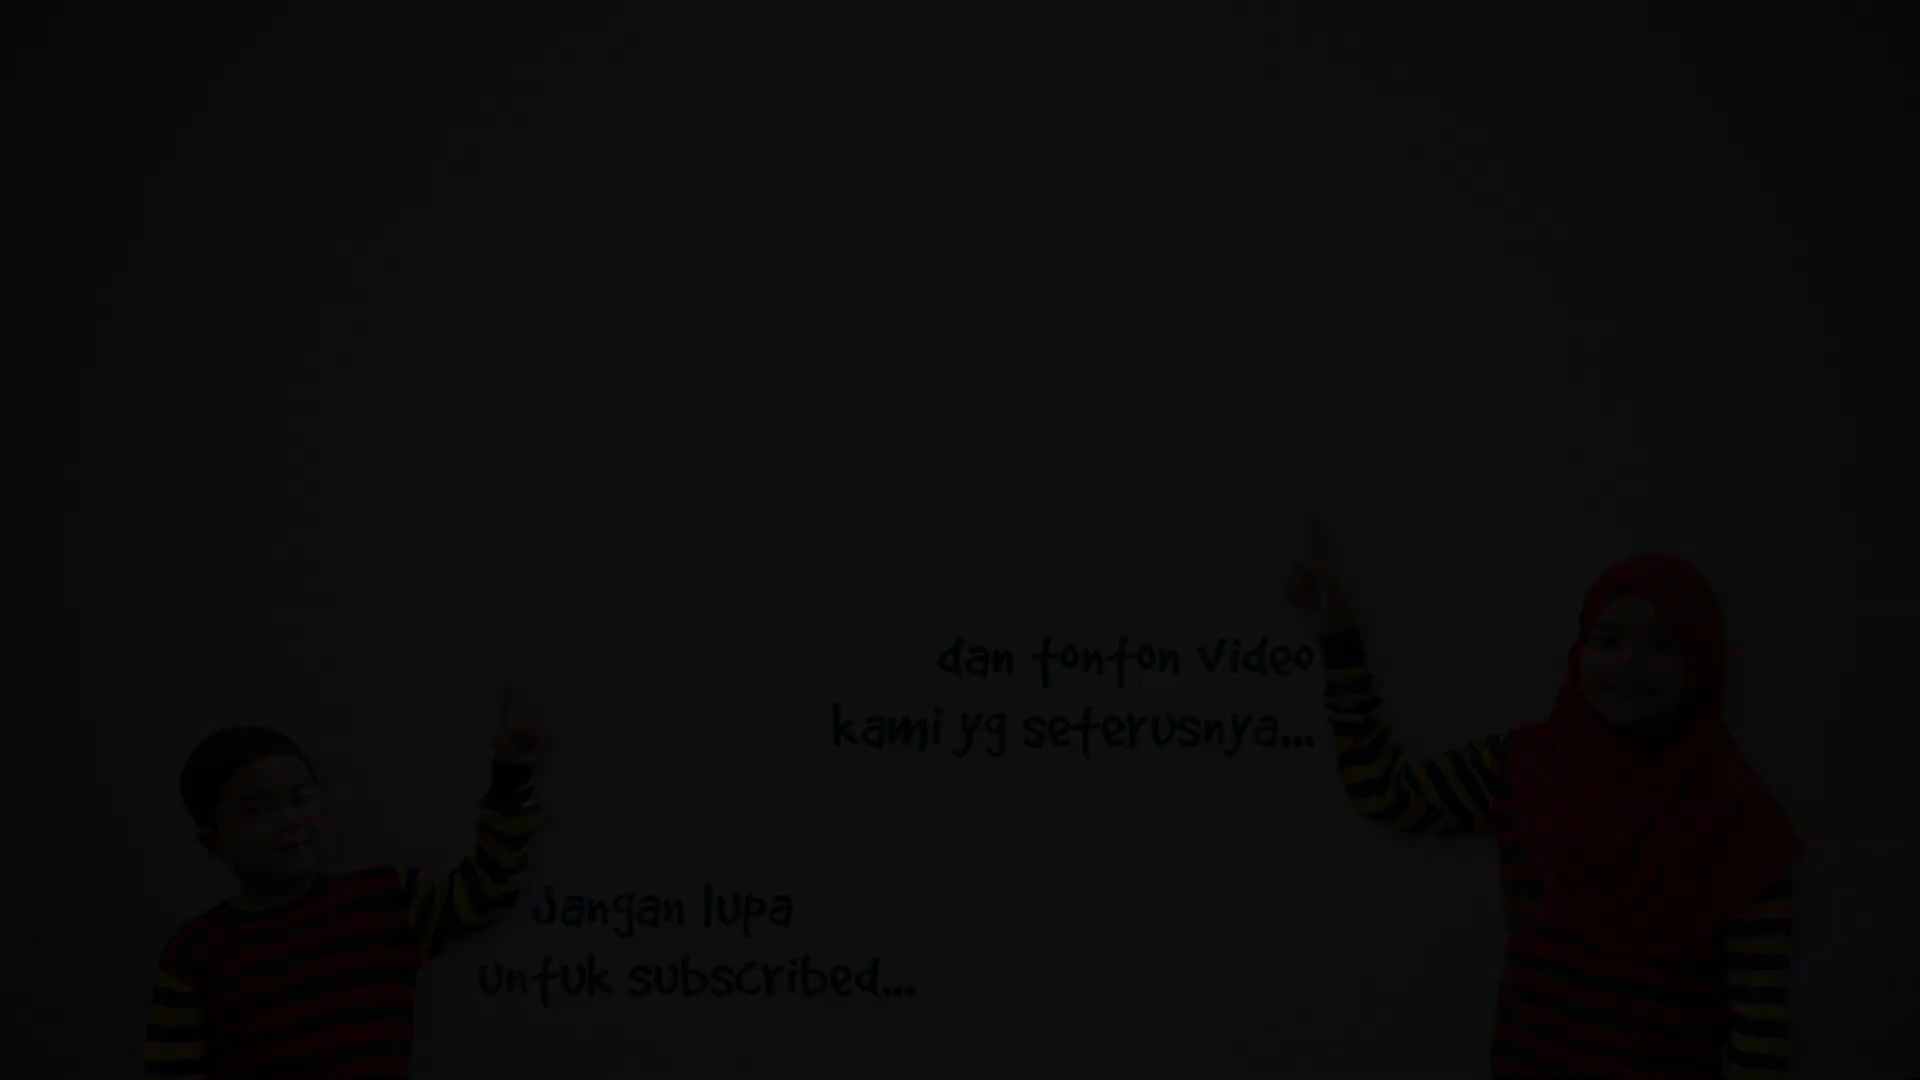 Jangan lupa
untuk subscribed...
dan tonton video
kami yg seterusnya...